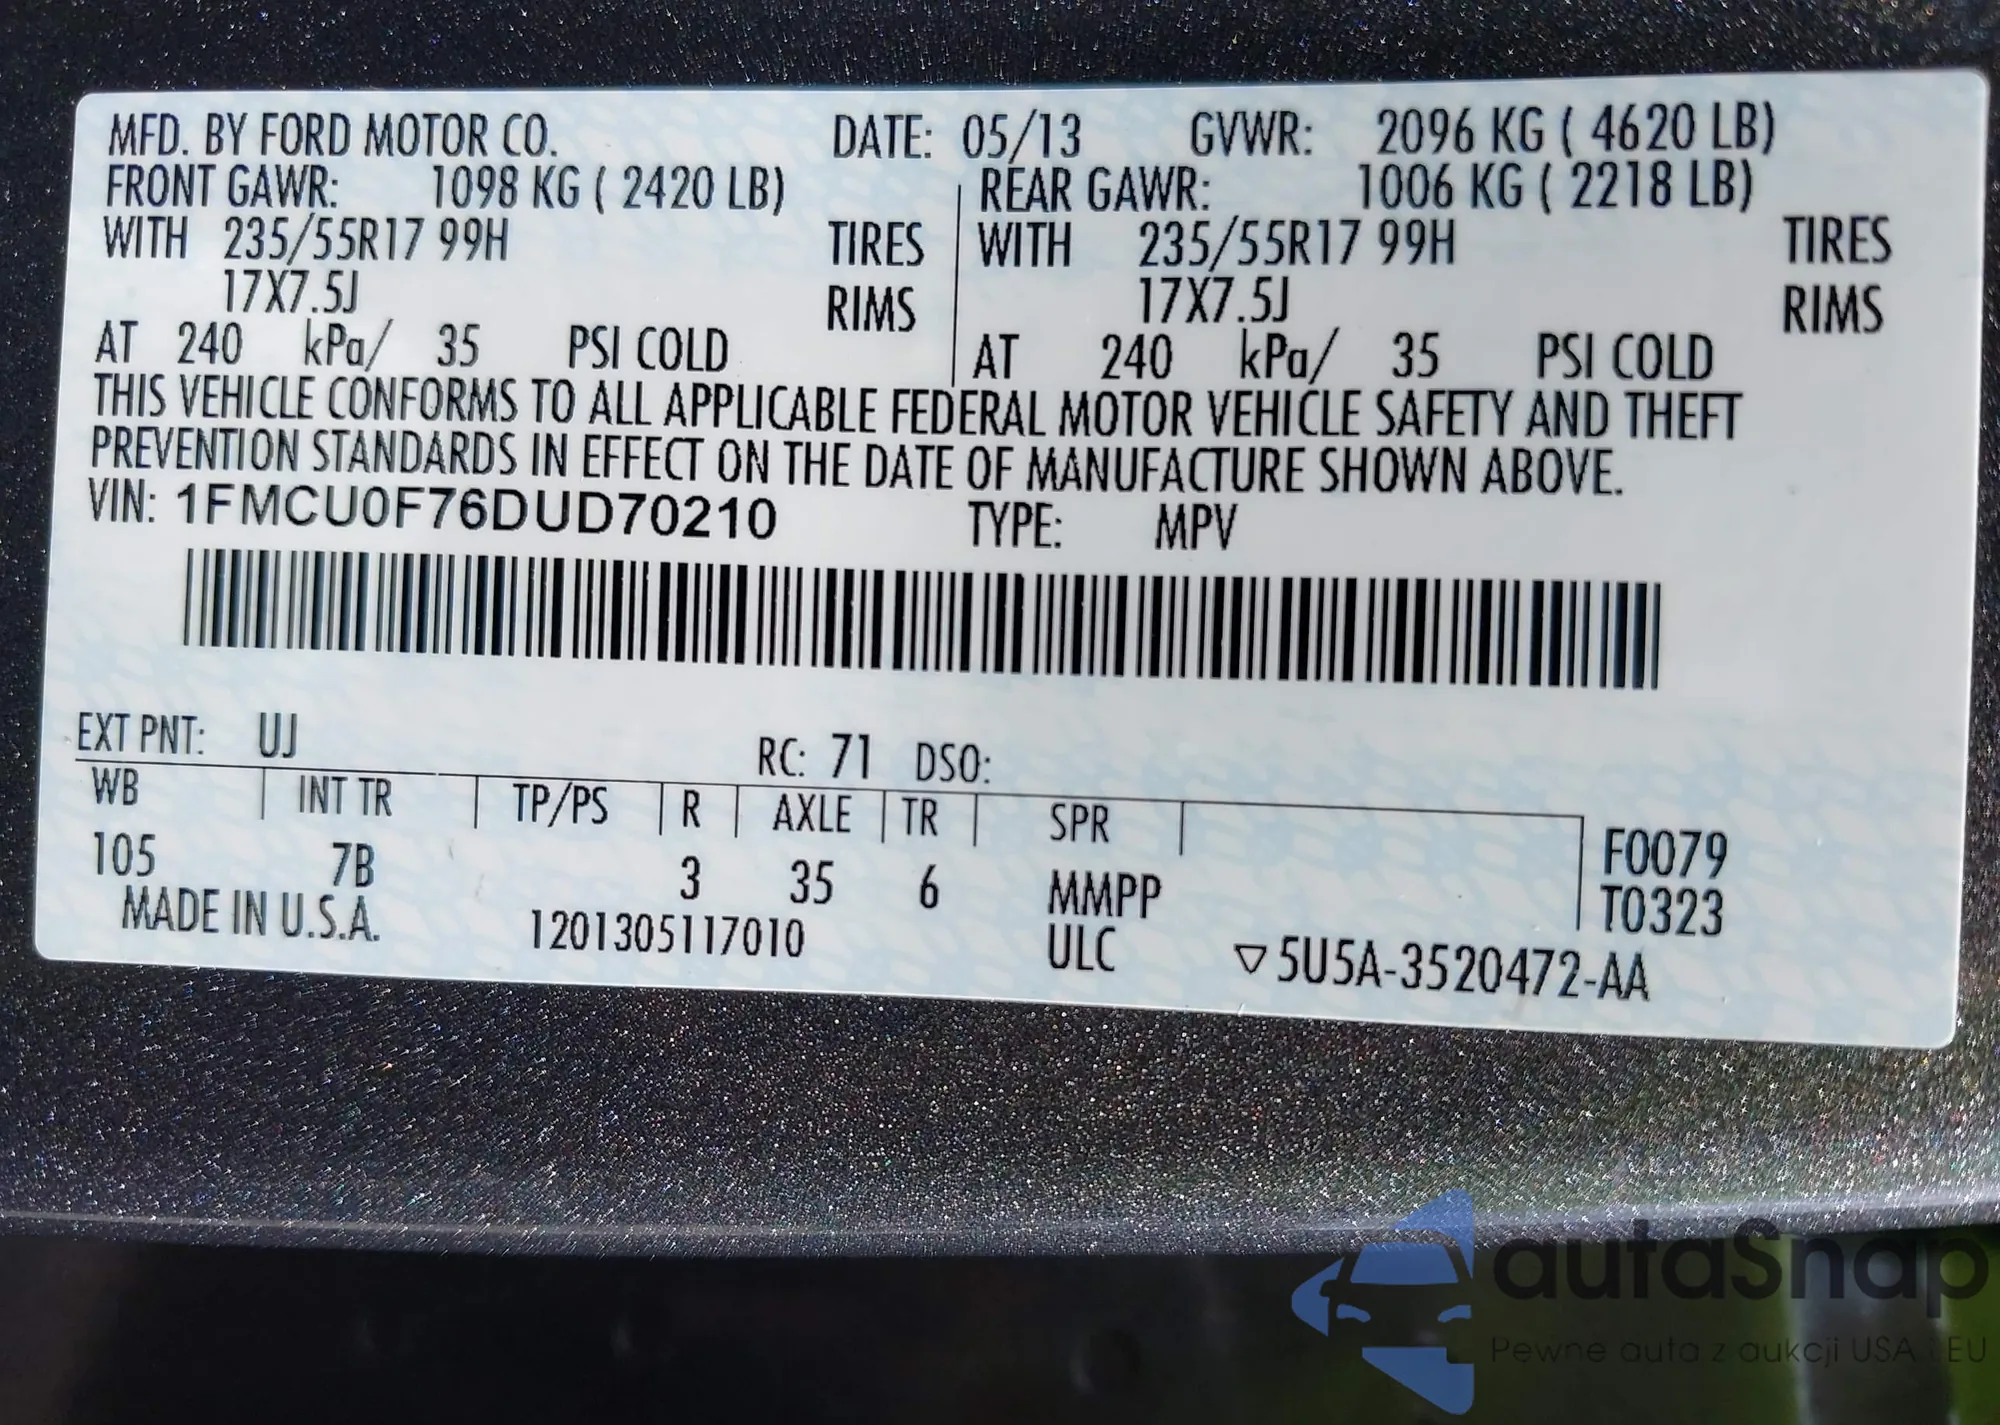 MFD. BY FORD MOTOR CO. DATE: 05/13 GVWR: 2096 KG ( 4620 LB)
FRONT GAWR: 1098 KG ( 2420 LB) REAR GAWR: 1006 KG ( 2218 LB)
WITH 235/55R17 99H TIRES WITH 235/55R17 99H TIRES
17X7.5J RIMS 17X7.5J RIMS
AT 240 kPa/ 35 PSI COLD AT 240 kPa/ 35 PSI COLD
THIS VEHICLE CONFORMS TO ALL APPLICABLE FEDERAL MOTOR VEHICLE SAFETY AND THEFT
PREVENTION STANDARDS IN EFFECT ON THE DATE OF MANUFACTURE SHOWN ABOVE.
VIN: 1FMCU0F76DUD70210 TYPE: MPV
EXT PNT: UJ RC: 71 DSO:
WB INT TR TP/PS R AXLE TR SPR
105 7B 3 35 6 MMPP F0079
MADE IN U.S.A. 1201305117010 ULC T0323
▽5U5A-3520472-AA
autaSnap
Pewne auta z aukcji USA i EU